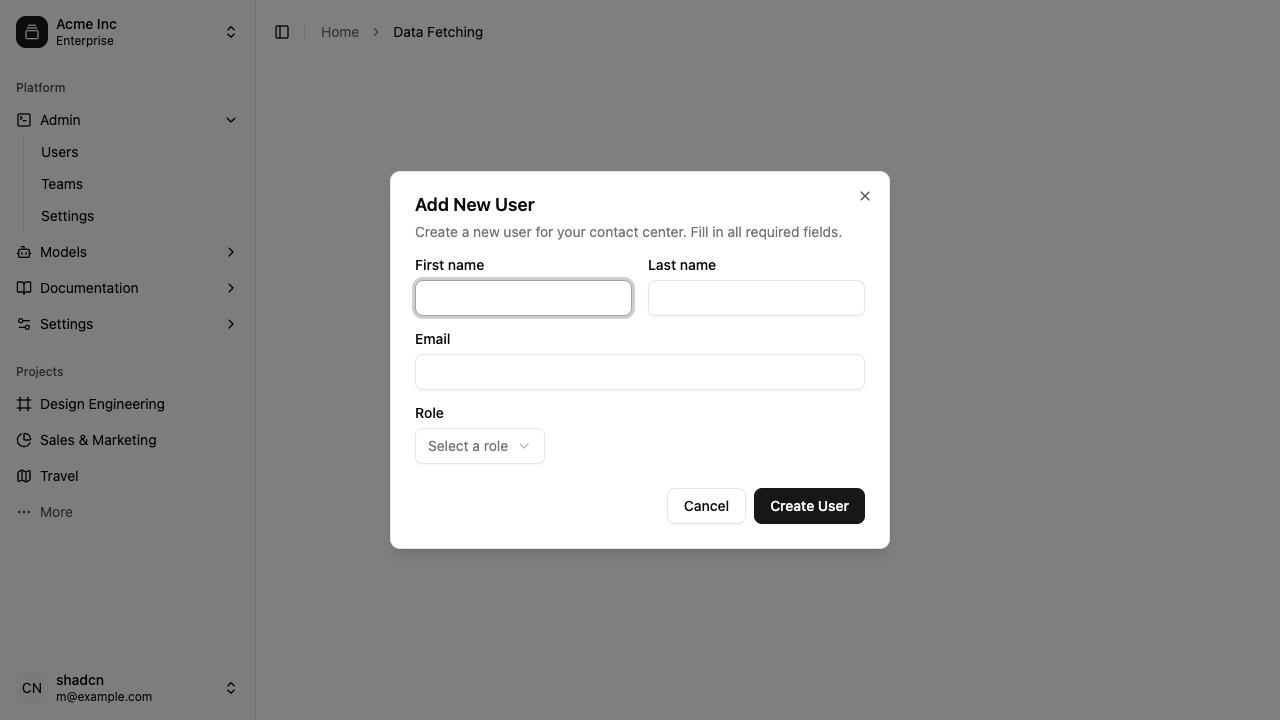 Acme Inc
Enterprise
Platform
Admin
Users
Teams
Settings
Models
Documentation
Settings
Projects
Design Engineering
Sales & Marketing
Travel
More
CN
shadcn
m@example.com
Home
Data Fetching
Add New User
Create a new user for your contact center. Fill in all required fields.
First name
Last name
Email
Role
Select a role
Cancel
Create User